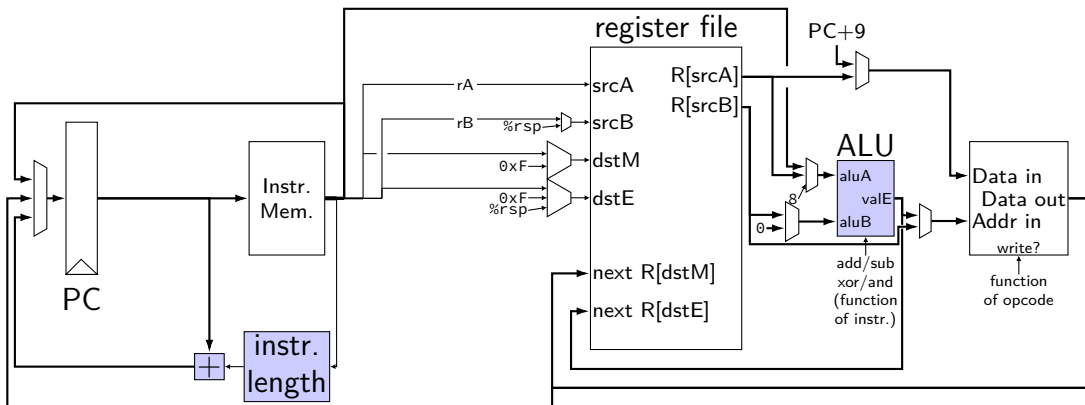 register file
PC+9
rA
srcA
R[srcA]
R[srcB]
rB
%rsp
srcB
ALU
0xF
dstM
0xF
%rsp
dstE
Instr.
Mem.
8
aluA
valE
0
aluB
Data in
Data out
Addr in
write?
add/sub
xor/and
(function
of instr.)
function
of opcode
next R[dstM]
next R[dstE]
PC
+
instr.
length